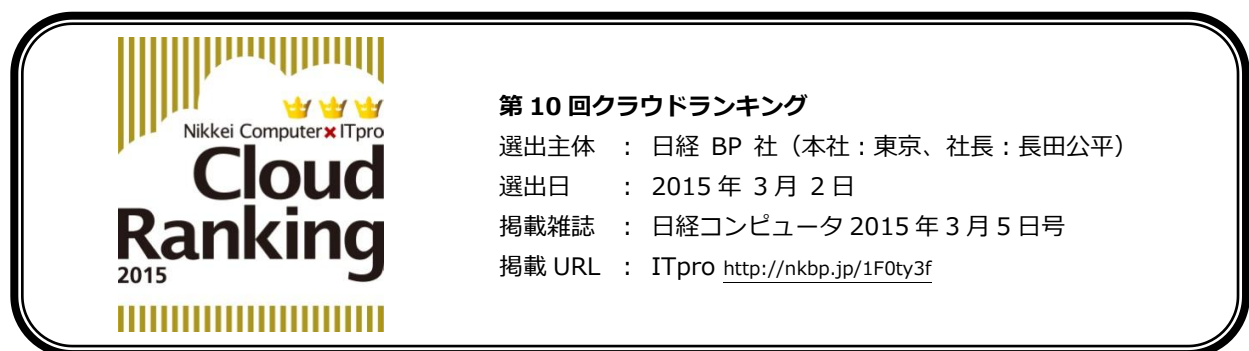 Nikkei Computer×ITpro
Cloud
Ranking
2015
第 10 回クラウドランキング
選出主体 : 日経 BP 社（本社：東京、社長：長田公平）
選出日 : 2015 年 3 月 2 日
掲載雑誌 : 日経コンピュータ 2015 年 3 月 5 日号
掲載 URL : ITpro http://nkbp.jp/1F0ty3f